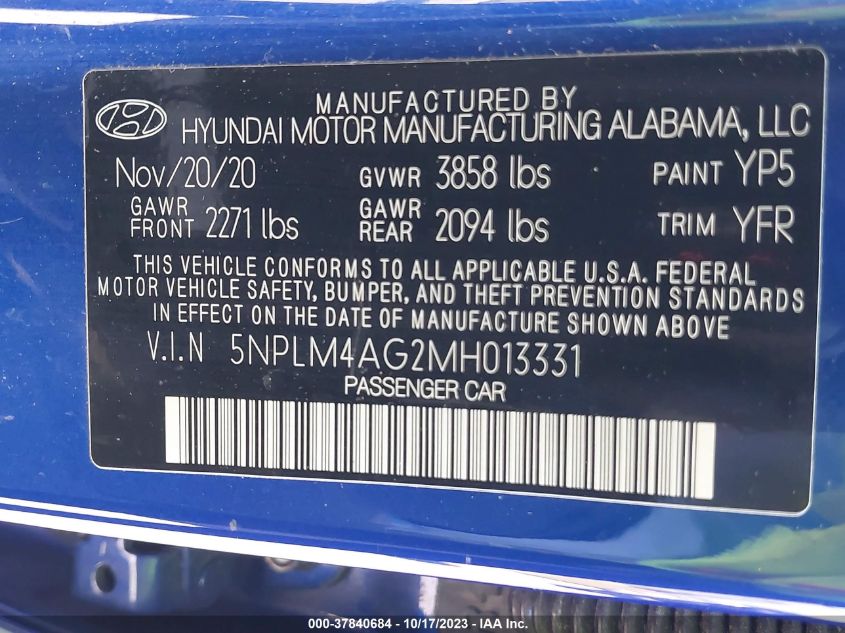 MANUFACTURED BY
HYUNDAI MOTOR MANUFACTURING ALABAMA, LLC
Nov/20/20 GVWR 3858 lbs PAINT YP5
GAWR FRONT 2271 lbs GAWR REAR 2094 lbs TRIM YFR
THIS VEHICLE CONFORMS TO ALL APPLICABLE U.S.A. FEDERAL
MOTOR VEHICLE SAFETY, BUMPER, AND THEFT PREVENTION STANDARDS
IN EFFECT ON THE DATE OF MANUFACTURE SHOWN ABOVE
V.I.N 5NPLM4AG2MH013331
PASSENGER CAR
000-37840684 - 10/17/2023 - IAA Inc.